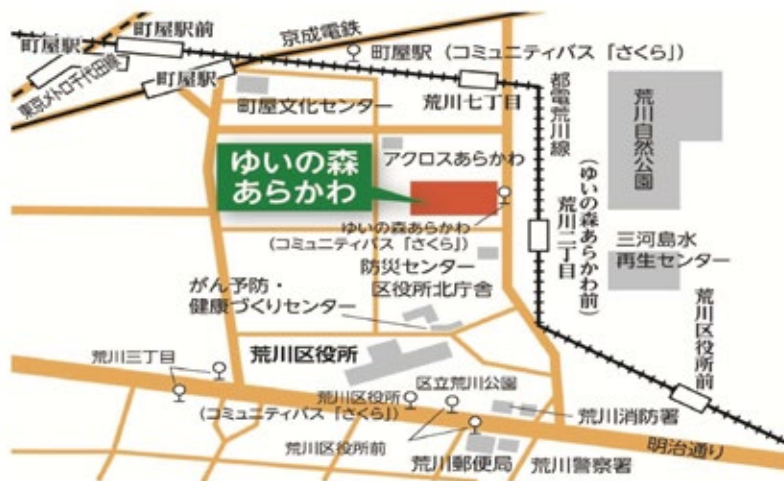 町屋駅
町屋駅前
京成電鉄
町屋駅 (コミュニティバス「さくら」)
町屋駅
東京メトロ千代田線
町屋文化センター
荒川七丁目
都電荒川線
荒川自然公園
アクロスあらかわ
ゆいの森
あらかわ
ゆいの森あらかわ
(コミュニティバス「さくら」)
荒川二丁目
(ゆいの森あらかわ前)
三河島水
再生センター
防災センター
区役所北庁舎
がん予防・
健康づくりセンター
荒川区役所前
荒川三丁目
荒川区役所
荒川区役所
(コミュニティバス「さくら」)
区立荒川公園
荒川消防署
荒川区役所前
荒川郵便局
荒川警察署
明治通り